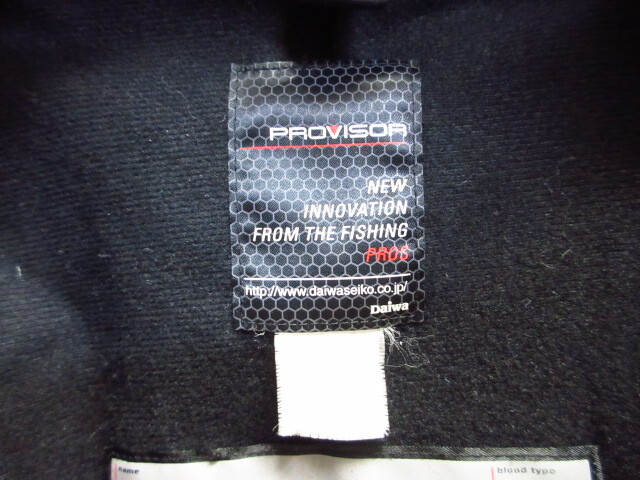 PROVISOR
NEW
INNOVATION
FROM THE FISHING
PROS
http://www.daiwaseiko.co.jp/
Daiwa
name
blood type